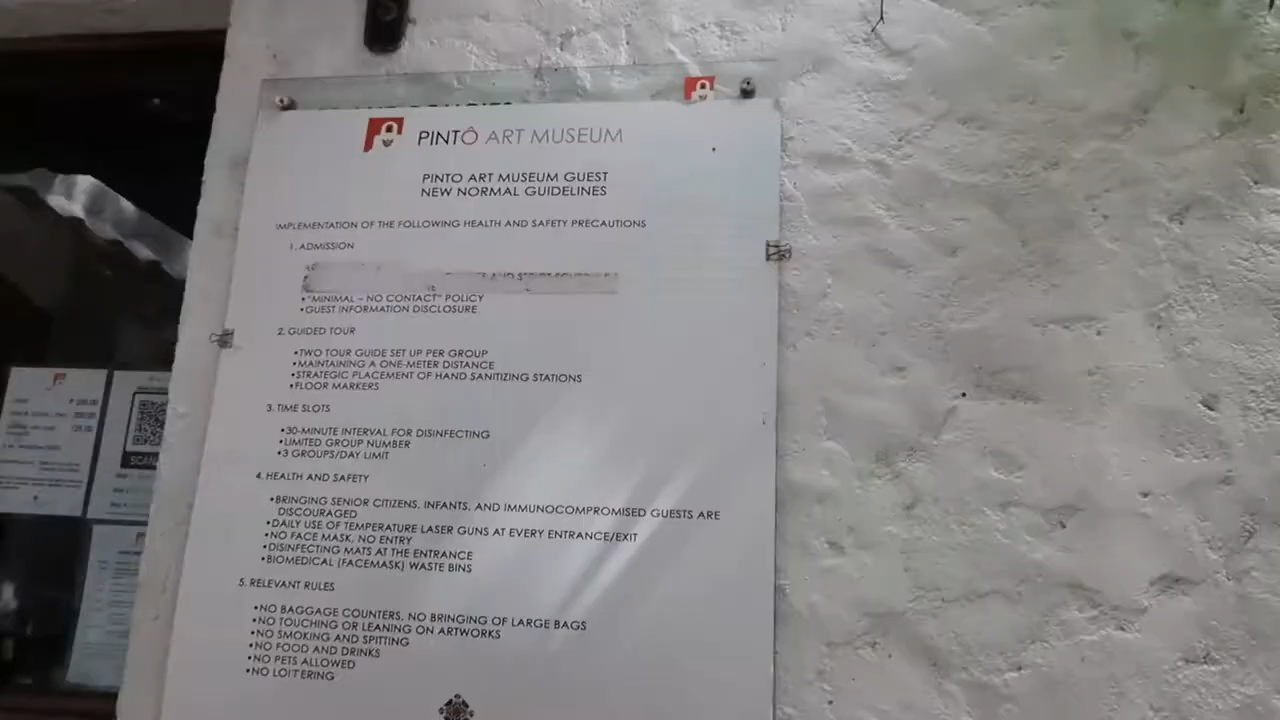 PINTÔ ART MUSEUM
PINTO ART MUSEUM GUEST
NEW NORMAL GUIDELINES
IMPLEMENTATION OF THE FOLLOWING HEALTH AND SAFETY PRECAUTIONS
1. ADMISSION
•"MINIMAL – NO CONTACT" POLICY
•GUEST INFORMATION DISCLOSURE
2. GUIDED TOUR
•TWO TOUR GUIDE SET UP PER GROUP
•MAINTAINING A ONE-METER DISTANCE
•STRATEGIC PLACEMENT OF HAND SANITIZING STATIONS
•FLOOR MARKERS
3. TIME SLOTS
•30-MINUTE INTERVAL FOR DISINFECTING
•LIMITED GROUP NUMBER
•3 GROUPS/DAY LIMIT
4. HEALTH AND SAFETY
•BRINGING SENIOR CITIZENS, INFANTS, AND IMMUNOCOMPROMISED GUESTS ARE
DISCOURAGED
•DAILY USE OF TEMPERATURE LASER GUNS AT EVERY ENTRANCE/EXIT
•NO FACE MASK, NO ENTRY
•DISINFECTING MATS AT THE ENTRANCE
•BIOMEDICAL (FACEMASK) WASTE BINS
5. RELEVANT RULES
•NO BAGGAGE COUNTERS, NO BRINGING OF LARGE BAGS
•NO TOUCHING OR LEANING ON ARTWORKS
•NO SMOKING AND SPITTING
•NO FOOD AND DRINKS
•NO PETS ALLOWED
•NO LOITERING
SCAN